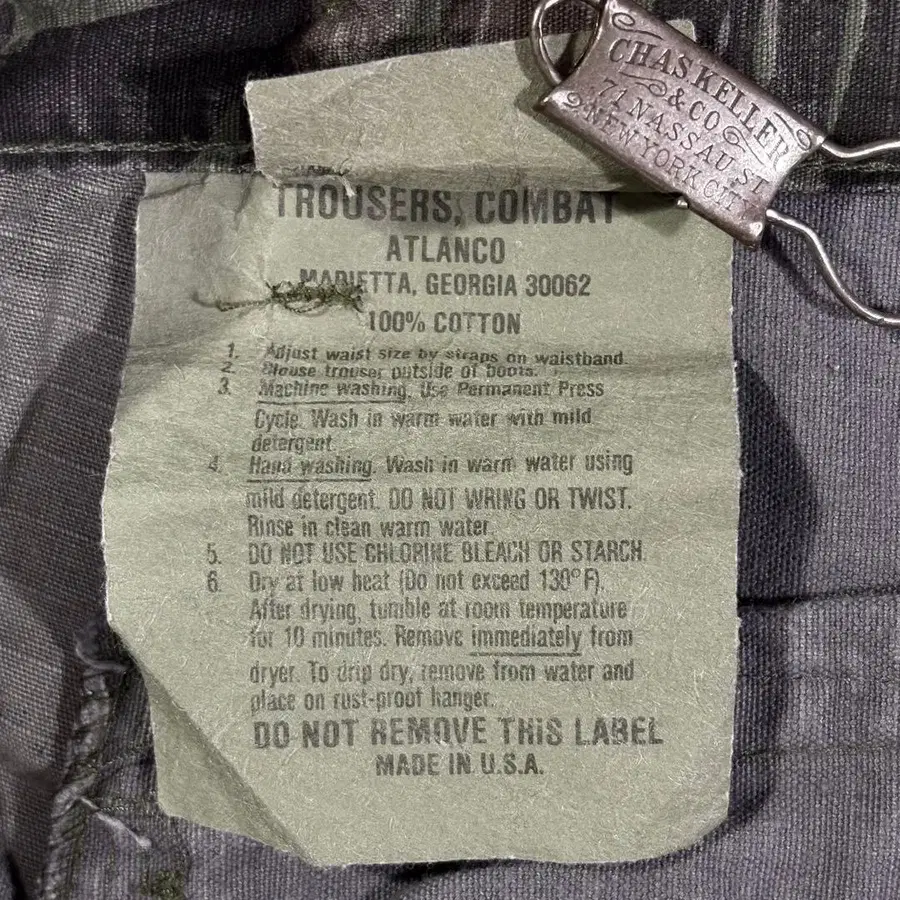 CHAS. KELLER
& CO
71 NASSAU. ST
NEW YORK CITY
TROUSERS, COMBAT
ATLANCO
MARIETTA, GEORGIA 30062
100% COTTON
1. Adjust waist size by straps on waistband.
2. Blouse trouser outside of boots.
3. Machine washing. Use Permanent Press
Cycle. Wash in warm water with mild
detergent.
4. Hand washing. Wash in warm water using
mild detergent. DO NOT WRING OR TWIST.
Rinse in clean warm water.
5. DO NOT USE CHLORINE BLEACH OR STARCH.
6. Dry at low heat (Do not exceed 130°F).
After drying, tumble at room temperature
for 10 minutes. Remove immediately from
dryer. To drip dry, remove from water and
place on rust-proof hanger.
DO NOT REMOVE THIS LABEL
MADE IN U.S.A.